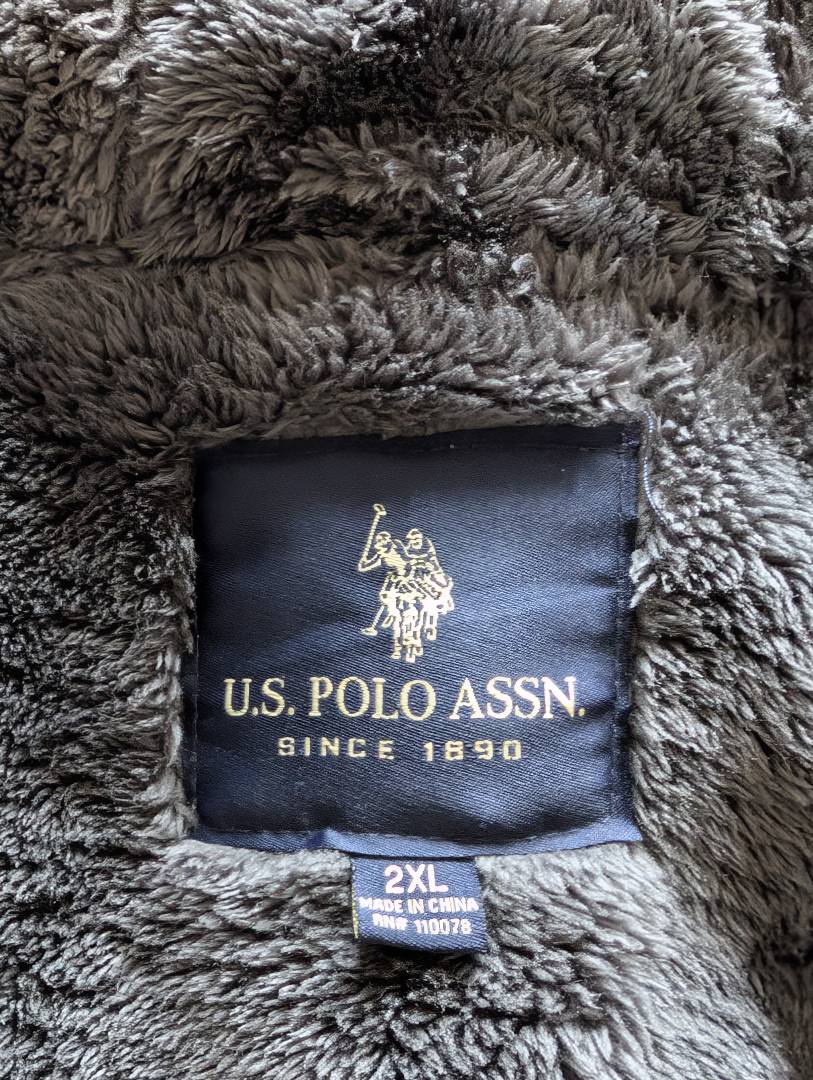 U.S. POLO ASSN.
SINCE 1890
2XL
MADE IN CHINA
RN# 110078